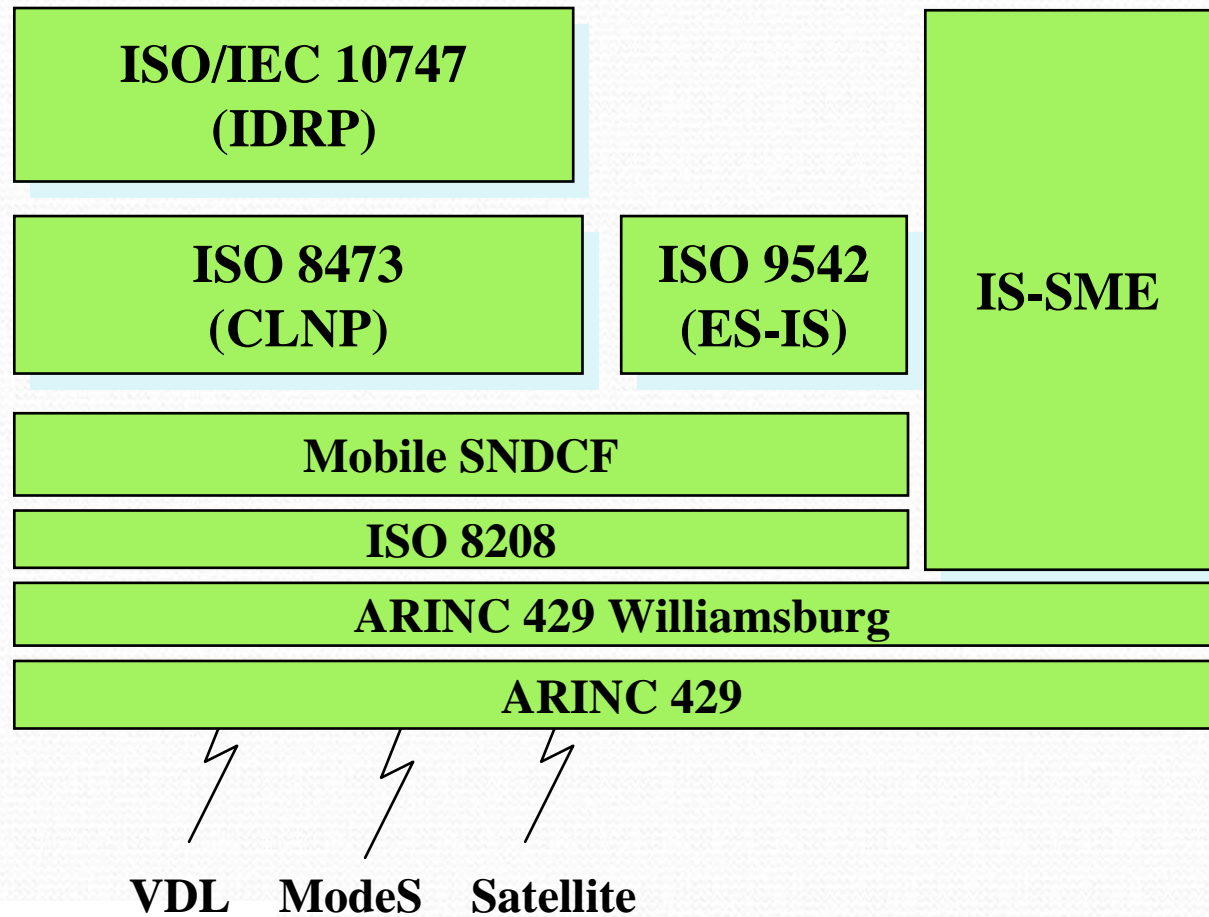 ISO/IEC 10747
(IDRP)
ISO 8473
(CLNP)
ISO 9542
(ES-IS)
IS-SME
Mobile SNDCF
ISO 8208
ARINC 429 Williamsburg
ARINC 429
VDL ModeS Satellite